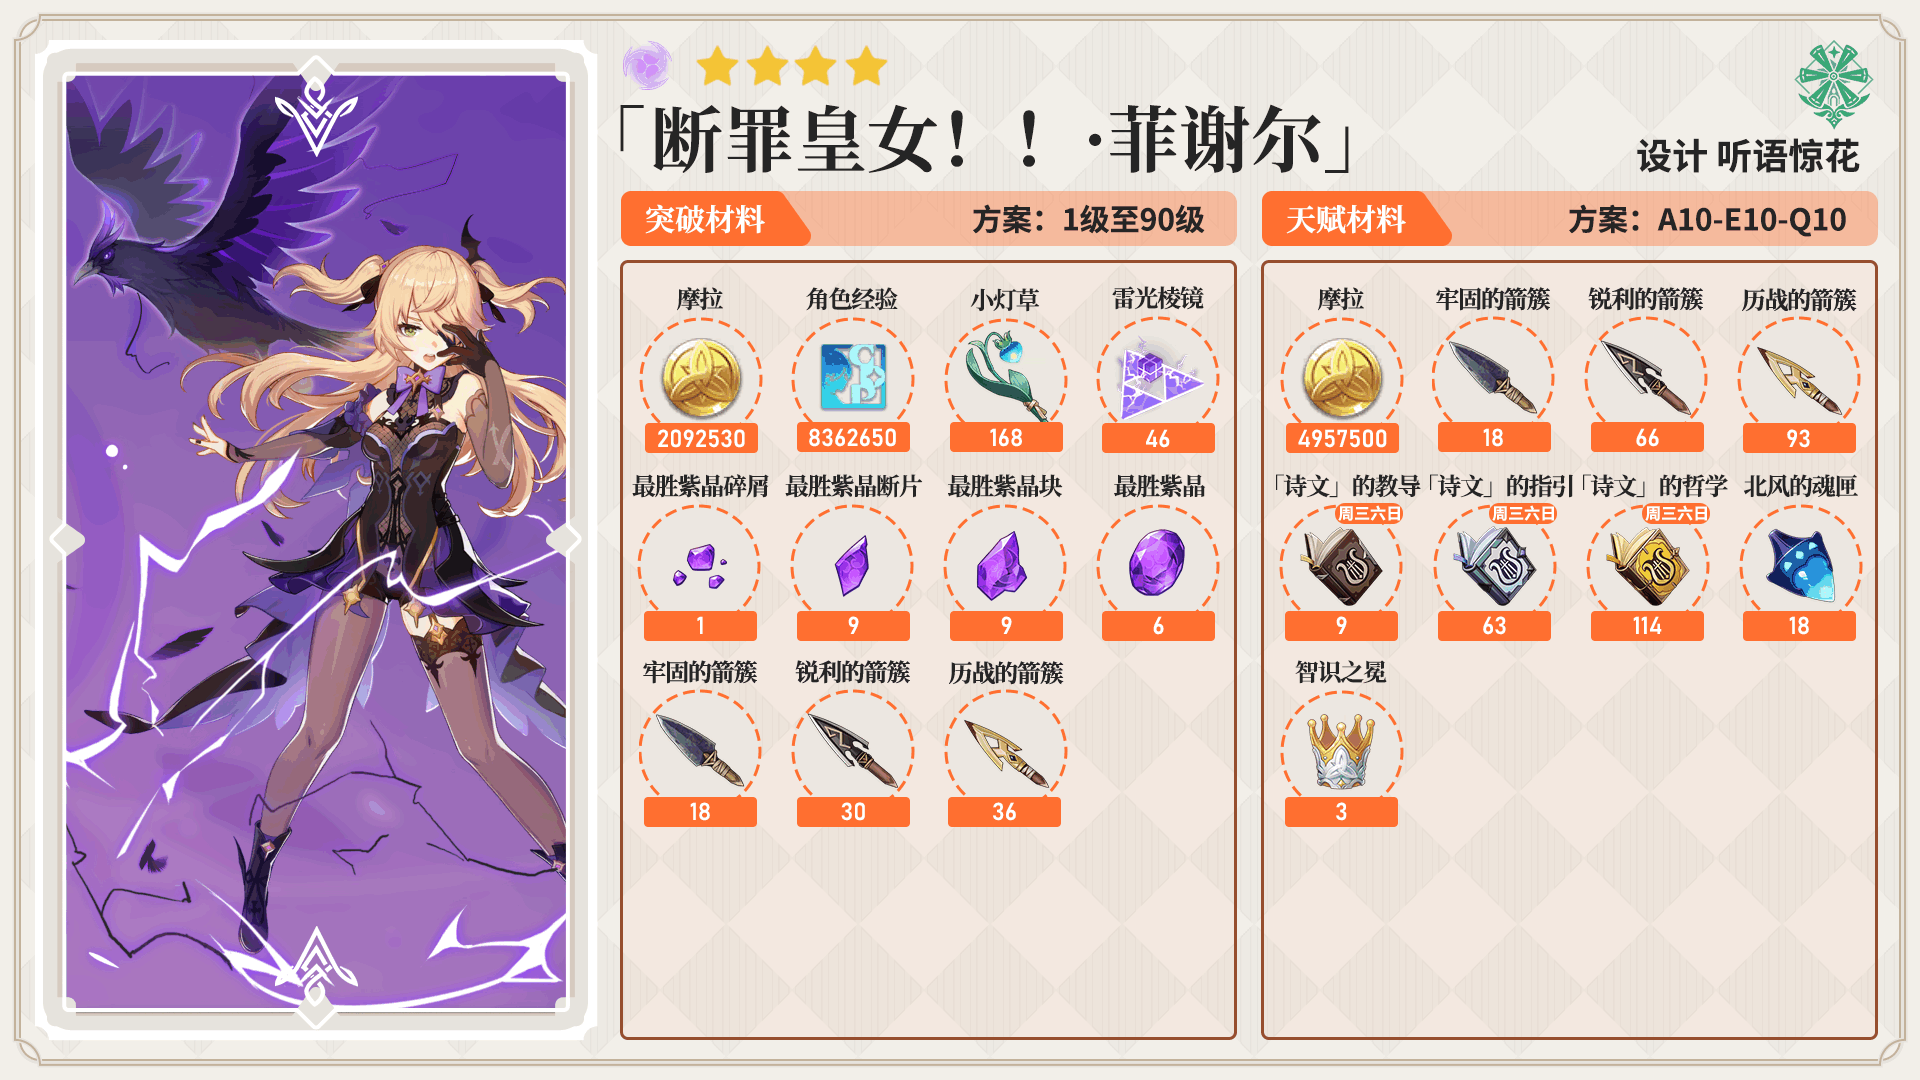 「断罪皇女！！·菲谢尔」
设计 听语惊花
突破材料
方案：1级至90级
摩拉 角色经验 小灯草 雷光棱镜
2092530 8362650 168 46
最胜紫晶碎屑 最胜紫晶断片 最胜紫晶块 最胜紫晶
1 9 9 6
牢固的箭簇 锐利的箭簇 历战的箭簇
18 30 36
天赋材料
方案：A10-E10-Q10
摩拉 牢固的箭簇 锐利的箭簇 历战的箭簇
4957500 18 66 93
「诗文」的教导 「诗文」的指引 「诗文」的哲学 北风的魂匣
周三六日 周三六日 周三六日
9 63 114 18
智识之冕
3